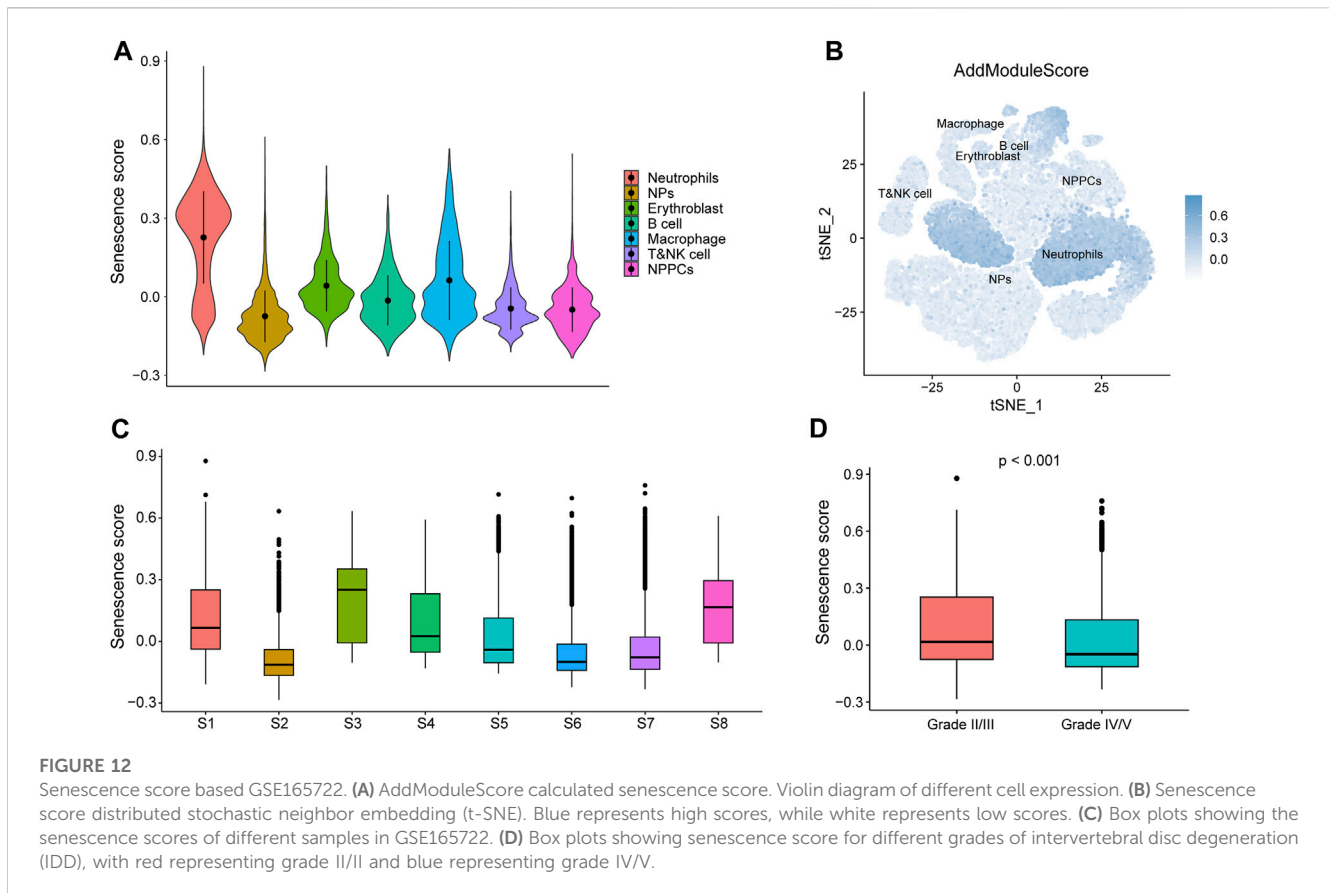 A
0.9
0.6
0.3
0.0
−0.3
Senescence score
Neutrophils
NPs
Erythroblast
B cell
Macrophage
T&NK cell
NPPCs
B
AddModuleScore
Macrophage
B cell
Erythroblast
NPPCs
T&NK cell
Neutrophils
NPs
25
0
−25
tSNE_2
−25
0
25
tSNE_1
0.6
0.3
0.0
C
0.9
0.6
0.3
0.0
−0.3
Senescence score
S1
S2
S3
S4
S5
S6
S7
S8
D
p < 0.001
0.9
0.6
0.3
0.0
−0.3
Senescence score
Grade II/III
Grade IV/V
FIGURE 12
Senescence score based GSE165722. (A) AddModuleScore calculated senescence score. Violin diagram of different cell expression. (B) Senescence
score distributed stochastic neighbor embedding (t-SNE). Blue represents high scores, while white represents low scores. (C) Box plots showing the
senescence scores of different samples in GSE165722. (D) Box plots showing senescence score for different grades of intervertebral disc degeneration
(IDD), with red representing grade II/II and blue representing grade IV/V.